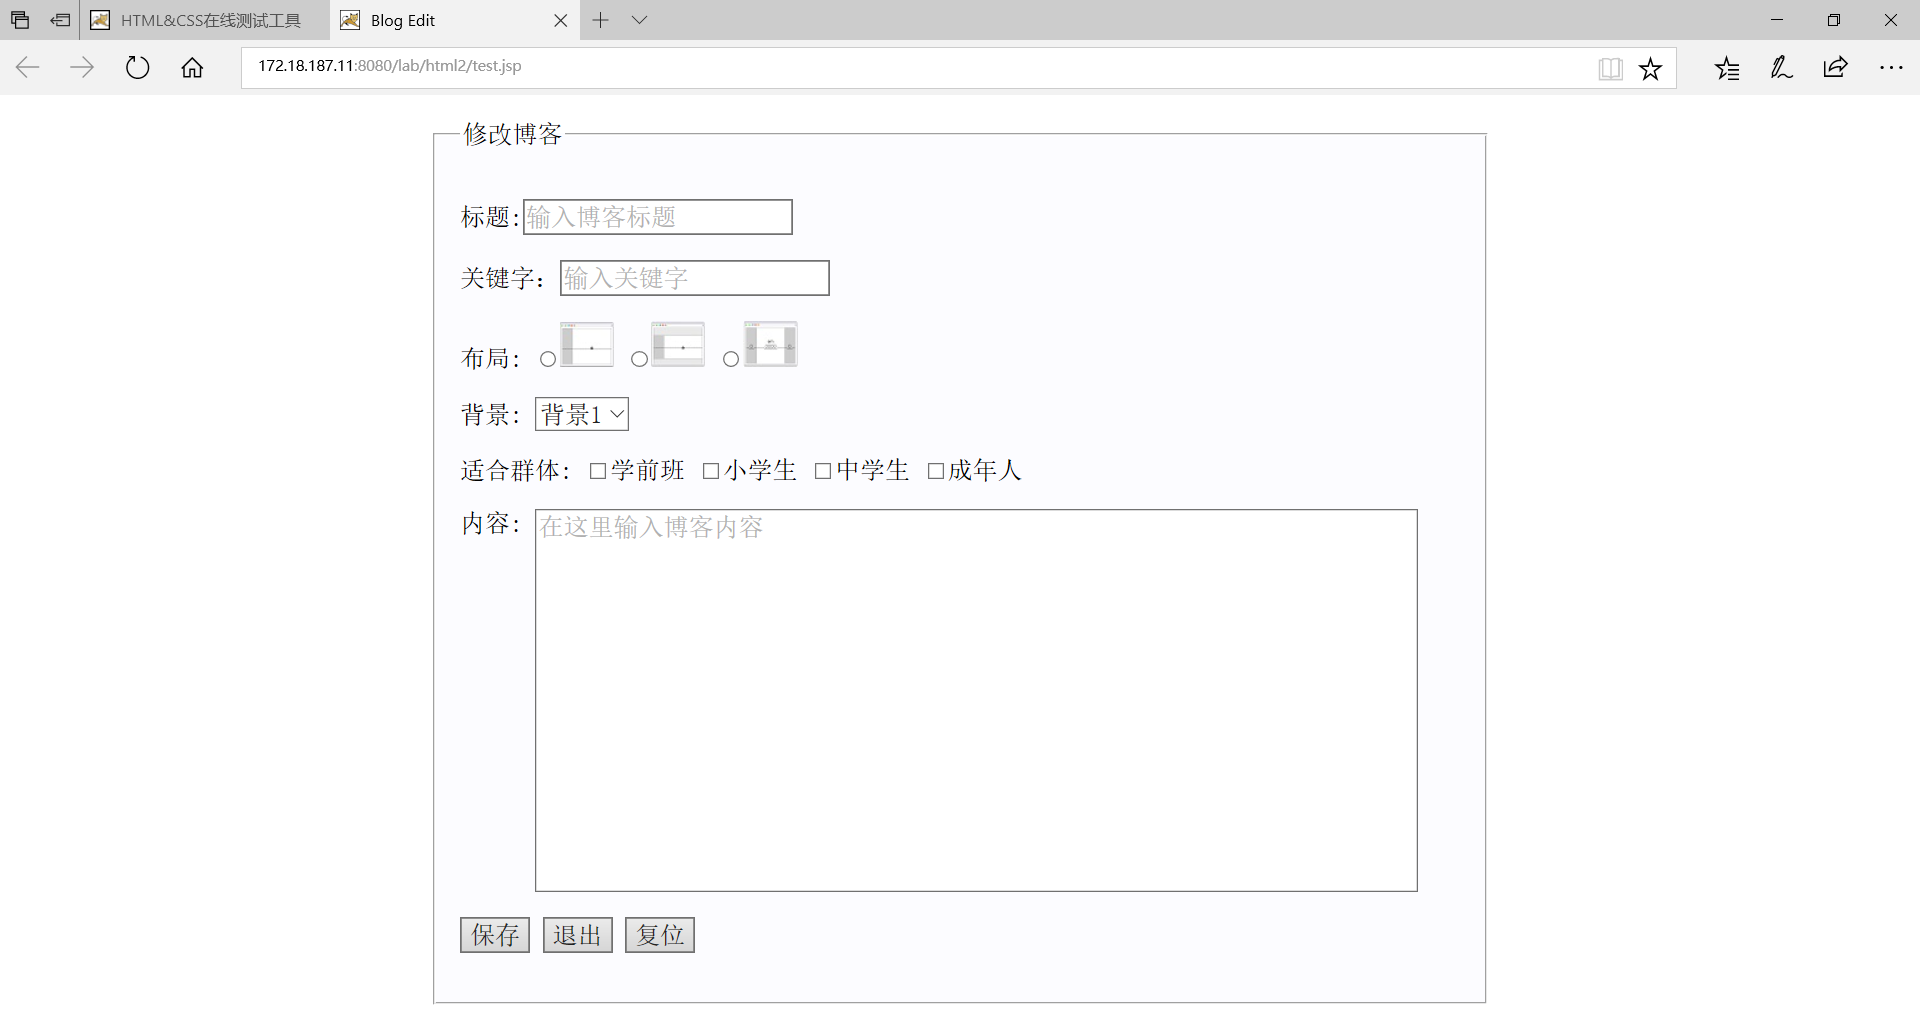 HTML&CSS在线测试工具
Blog Edit
172.18.187.11:8080/lab/html2/test.jsp
修改博客
标题:输入博客标题
关键字：输入关键字
布局：
背景：背景1
适合群体：学前班 小学生 中学生 成年人
内容：在这里输入博客内容
保存 退出 复位